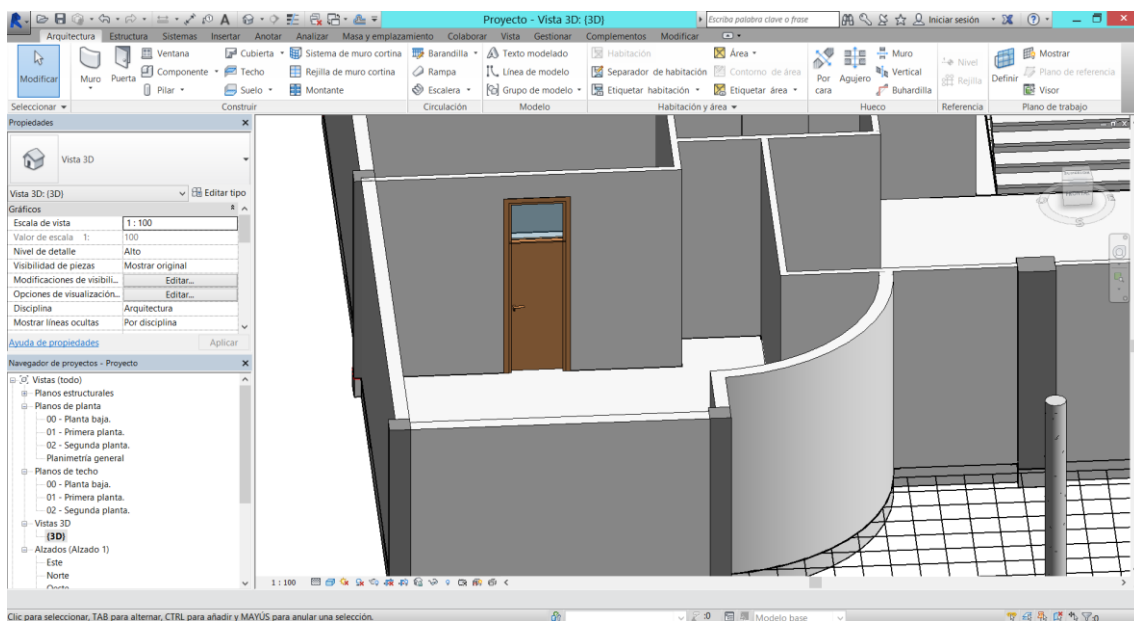 Proyecto - Vista 3D: {3D}
Escriba palabra clave o frase
Iniciar sesión
Arquitectura Estructura Sistemas Insertar Anotar Analizar Masa y emplazamiento Colaborar Vista Gestionar Complementos Modificar
Modificar
Muro
Puerta
Ventana
Componente
Pilar
Cubierta
Techo
Suelo
Sistema de muro cortina
Rejilla de muro cortina
Montante
Barandilla
Rampa
Escalera
Texto modelado
Línea de modelo
Grupo de modelo
Habitación
Separador de habitación
Etiquetar habitación
Área
Contorno de área
Etiquetar área
Por cara
Agujero
Muro
Vertical
Buhardilla
Nivel
Rejilla
Definir
Mostrar
Plano de referencia
Visor
Seleccionar Construir Circulación Modelo Habitación y área Hueco Referencia Plano de trabajo
Propiedades
Vista 3D
Vista 3D: {3D} Editar tipo
Gráficos
Escala de vista 1 : 100
Valor de escala 1: 100
Nivel de detalle Alto
Visibilidad de piezas Mostrar original
Modificaciones de visibili... Editar...
Opciones de visualización... Editar...
Disciplina Arquitectura
Mostrar líneas ocultas Por disciplina
Ayuda de propiedades Aplicar
Navegador de proyectos - Proyecto
Vistas (todo)
Planos estructurales
Planos de planta
00 - Planta baja.
01 - Primera planta.
02 - Segunda planta.
Planimetría general
Planos de techo
00 - Planta baja.
01 - Primera planta.
02 - Segunda planta.
Vistas 3D
{3D}
Alzados (Alzado 1)
Este
Norte
Oeste
1 : 100
Clic para seleccionar, TAB para alternar, CTRL para añadir y MAYÚS para anular una selección.
:0
Modelo base
:0